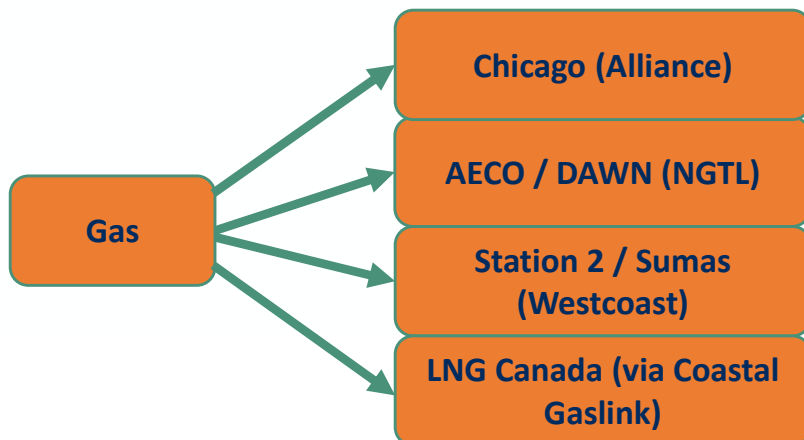 Chicago (Alliance)
AECO / DAWN (NGTL)
Gas
Station 2 / Sumas
(Westcoast)
LNG Canada (via Coastal
Gaslink)